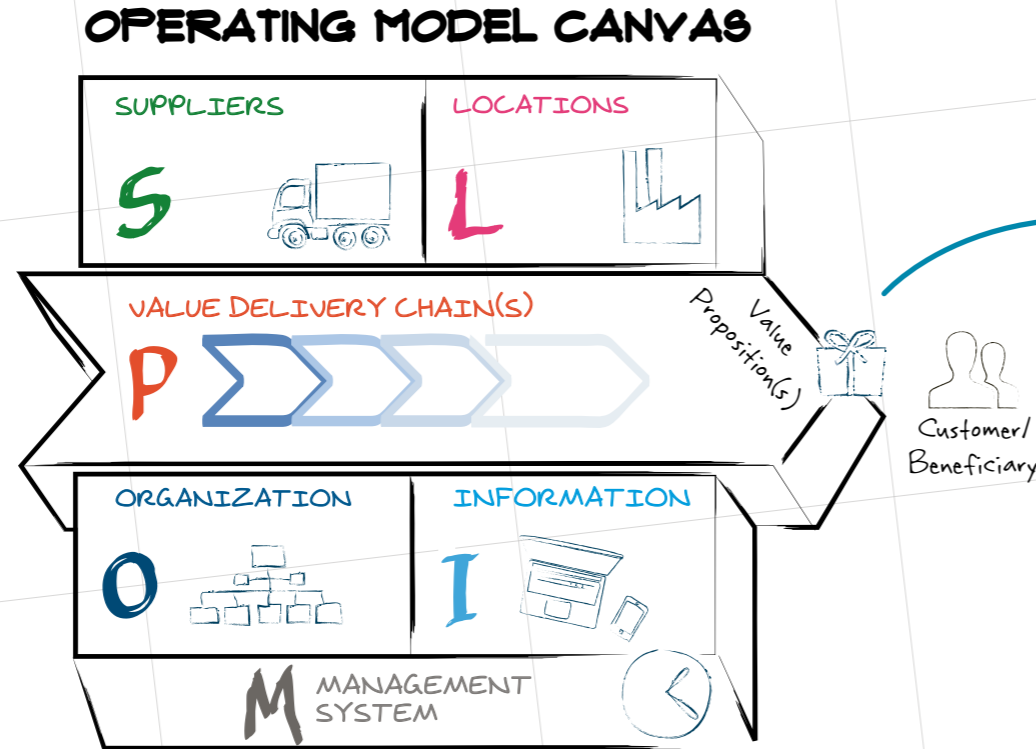 OPERATING MODEL CANVAS
SUPPLIERS
S
LOCATIONS
L
VALUE DELIVERY CHAIN(S)
P
Value
Proposition(s)
Customer/
Beneficiary
ORGANIZATION
O
INFORMATION
I
M
MANAGEMENT
SYSTEM